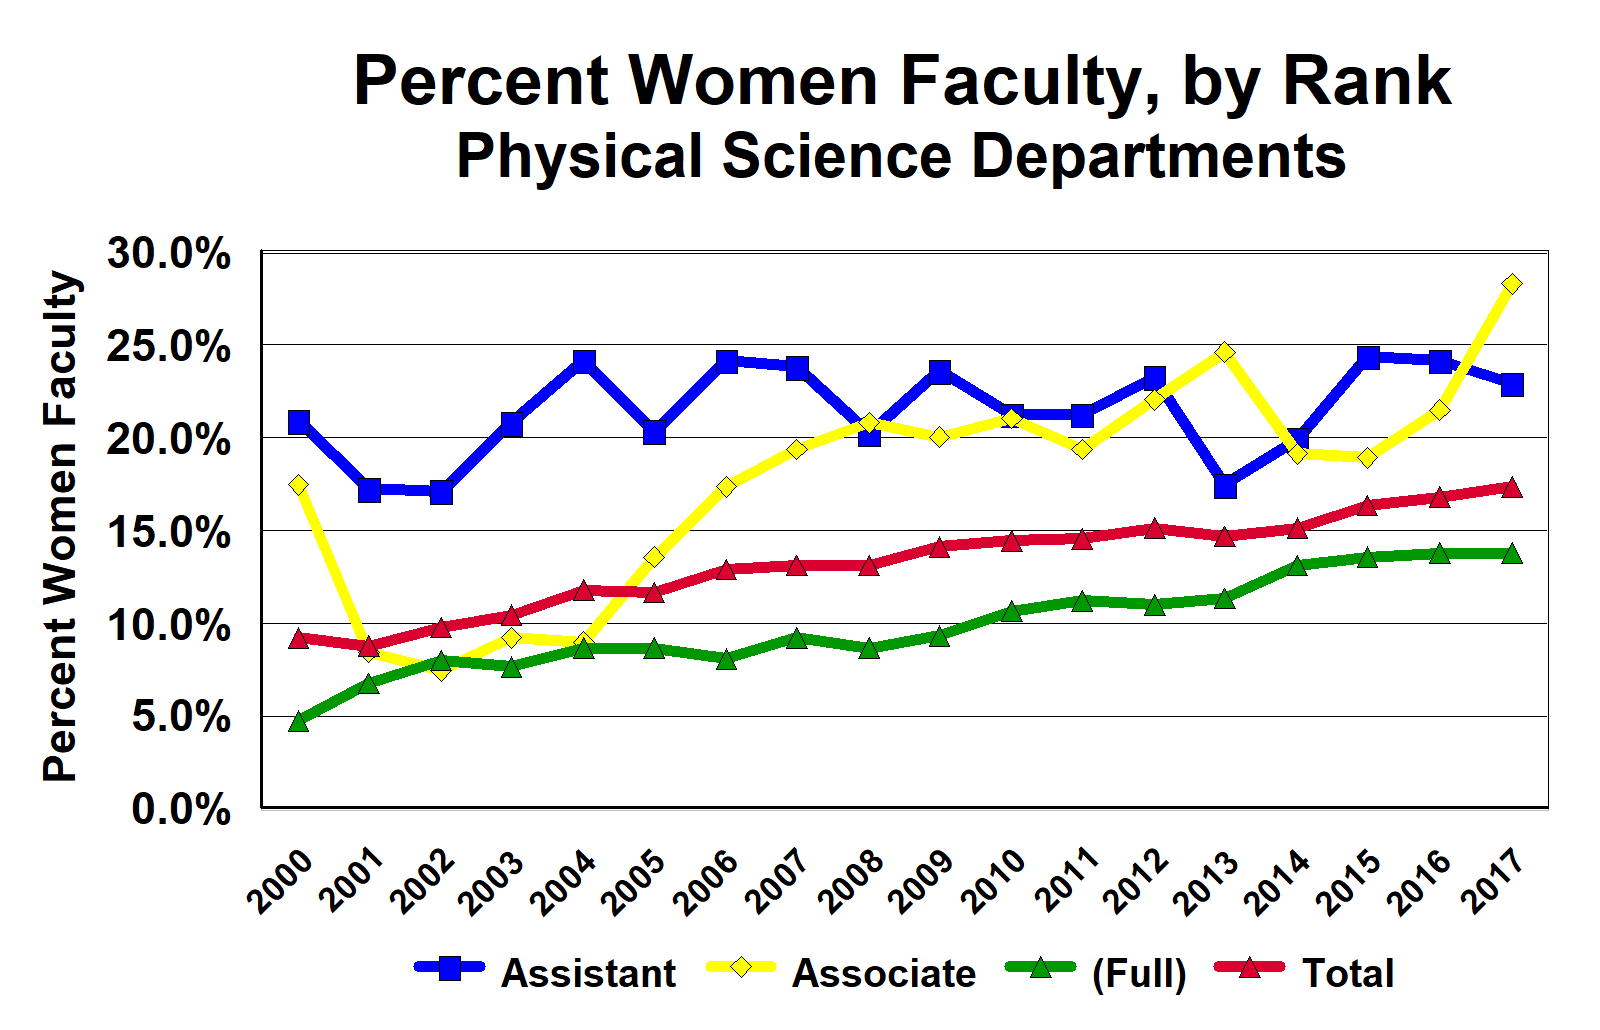 Percent Women Faculty, by Rank
Physical Science Departments
Percent Women Faculty
30.0%
25.0%
20.0%
15.0%
10.0%
5.0%
0.0%
2000 2001 2002 2003 2004 2005 2006 2007 2008 2009 2010 2011 2012 2013 2014 2015 2016 2017
Assistant Associate (Full) Total